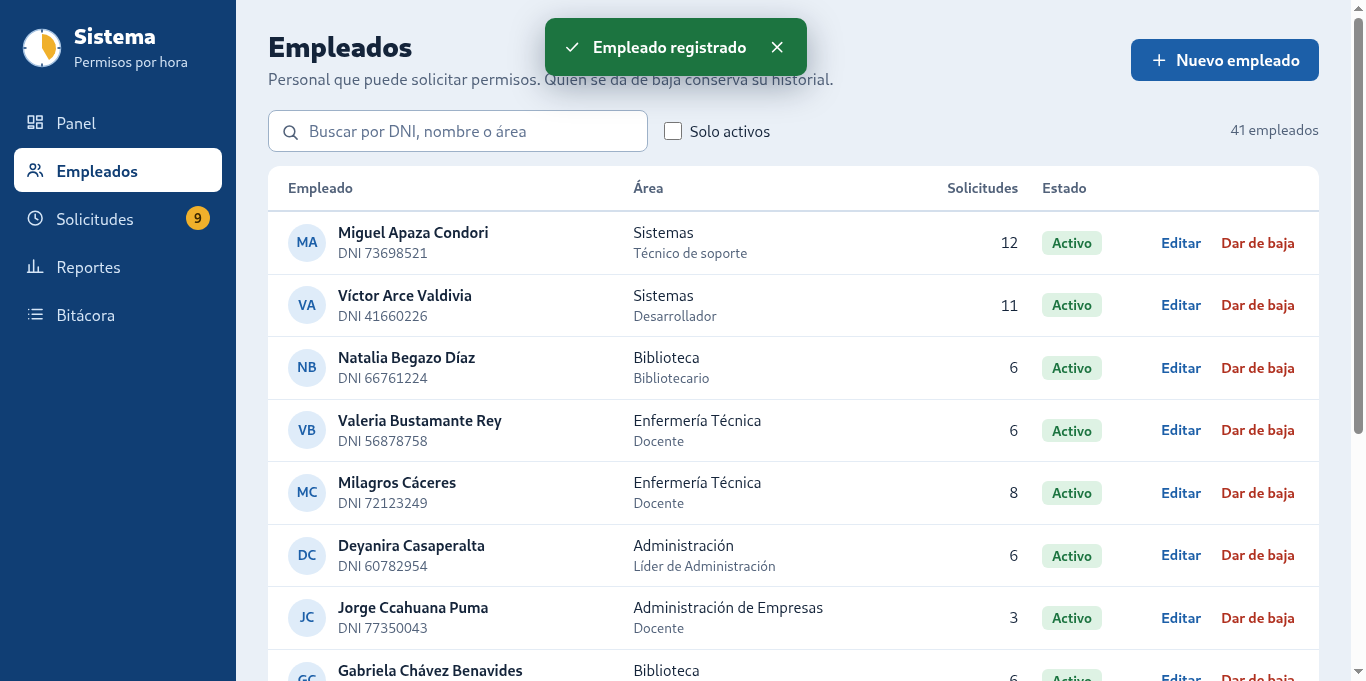 Sistema
Permisos por hora
Panel
Empleados
Solicitudes 9
Reportes
Bitácora
Empleado registrado
Empleados
Personal que puede solicitar permisos. Quien se da de baja conserva su historial.
Nuevo empleado
Buscar por DNI, nombre o área
Solo activos
41 empleados
Empleado Área Solicitudes Estado
MA Miguel Apaza Condori Sistemas 12 Activo Editar Dar de baja
DNI 73698521 Técnico de soporte
VA Víctor Arce Valdivia Sistemas 11 Activo Editar Dar de baja
DNI 41660226 Desarrollador
NB Natalia Begazo Díaz Biblioteca 6 Activo Editar Dar de baja
DNI 66761224 Bibliotecario
VB Valeria Bustamante Rey Enfermería Técnica 6 Activo Editar Dar de baja
DNI 56878758 Docente
MC Milagros Cáceres Enfermería Técnica 8 Activo Editar Dar de baja
DNI 72123249 Docente
DC Deyanira Casaperalta Administración 6 Activo Editar Dar de baja
DNI 60782954 Líder de Administración
JC Jorge Ccahuana Puma Administración de Empresas 3 Activo Editar Dar de baja
DNI 77350043 Docente
GC Gabriela Chávez Benavides Biblioteca 6 Activo Editar Dar de baja